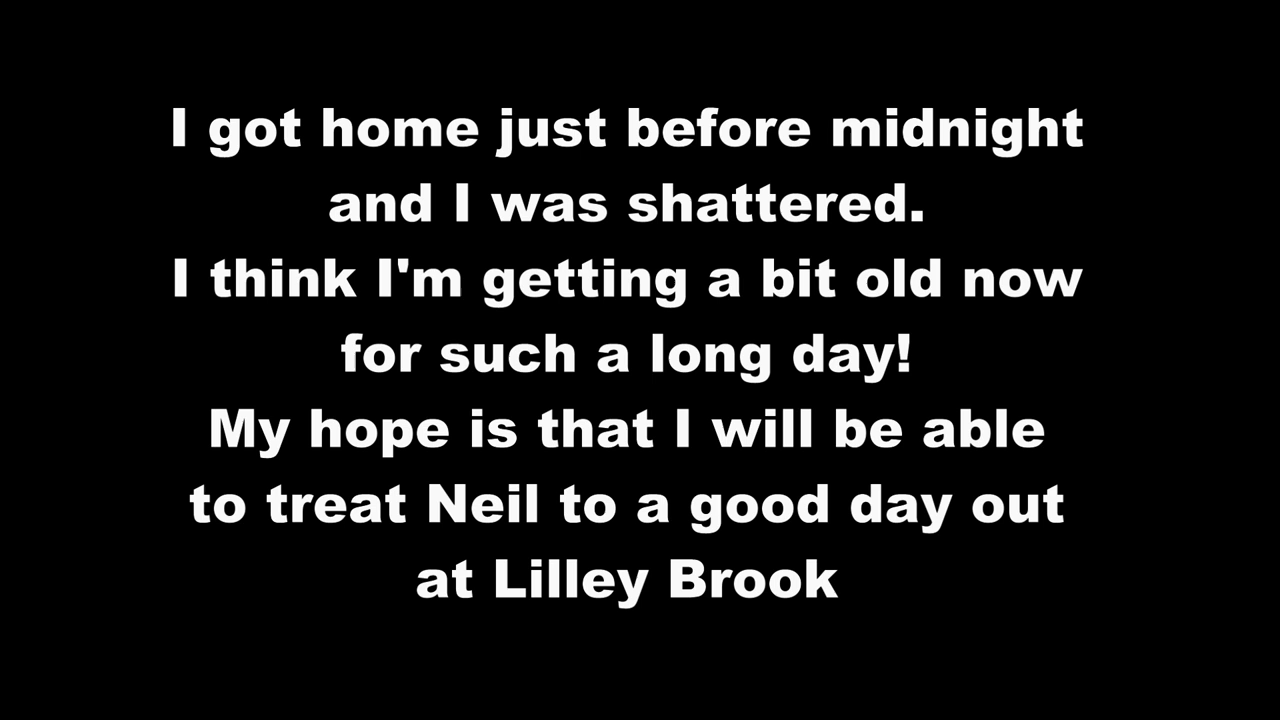 I got home just before midnight
and I was shattered.
I think I'm getting a bit old now
for such a long day!
My hope is that I will be able
to treat Neil to a good day out
at Lilley Brook